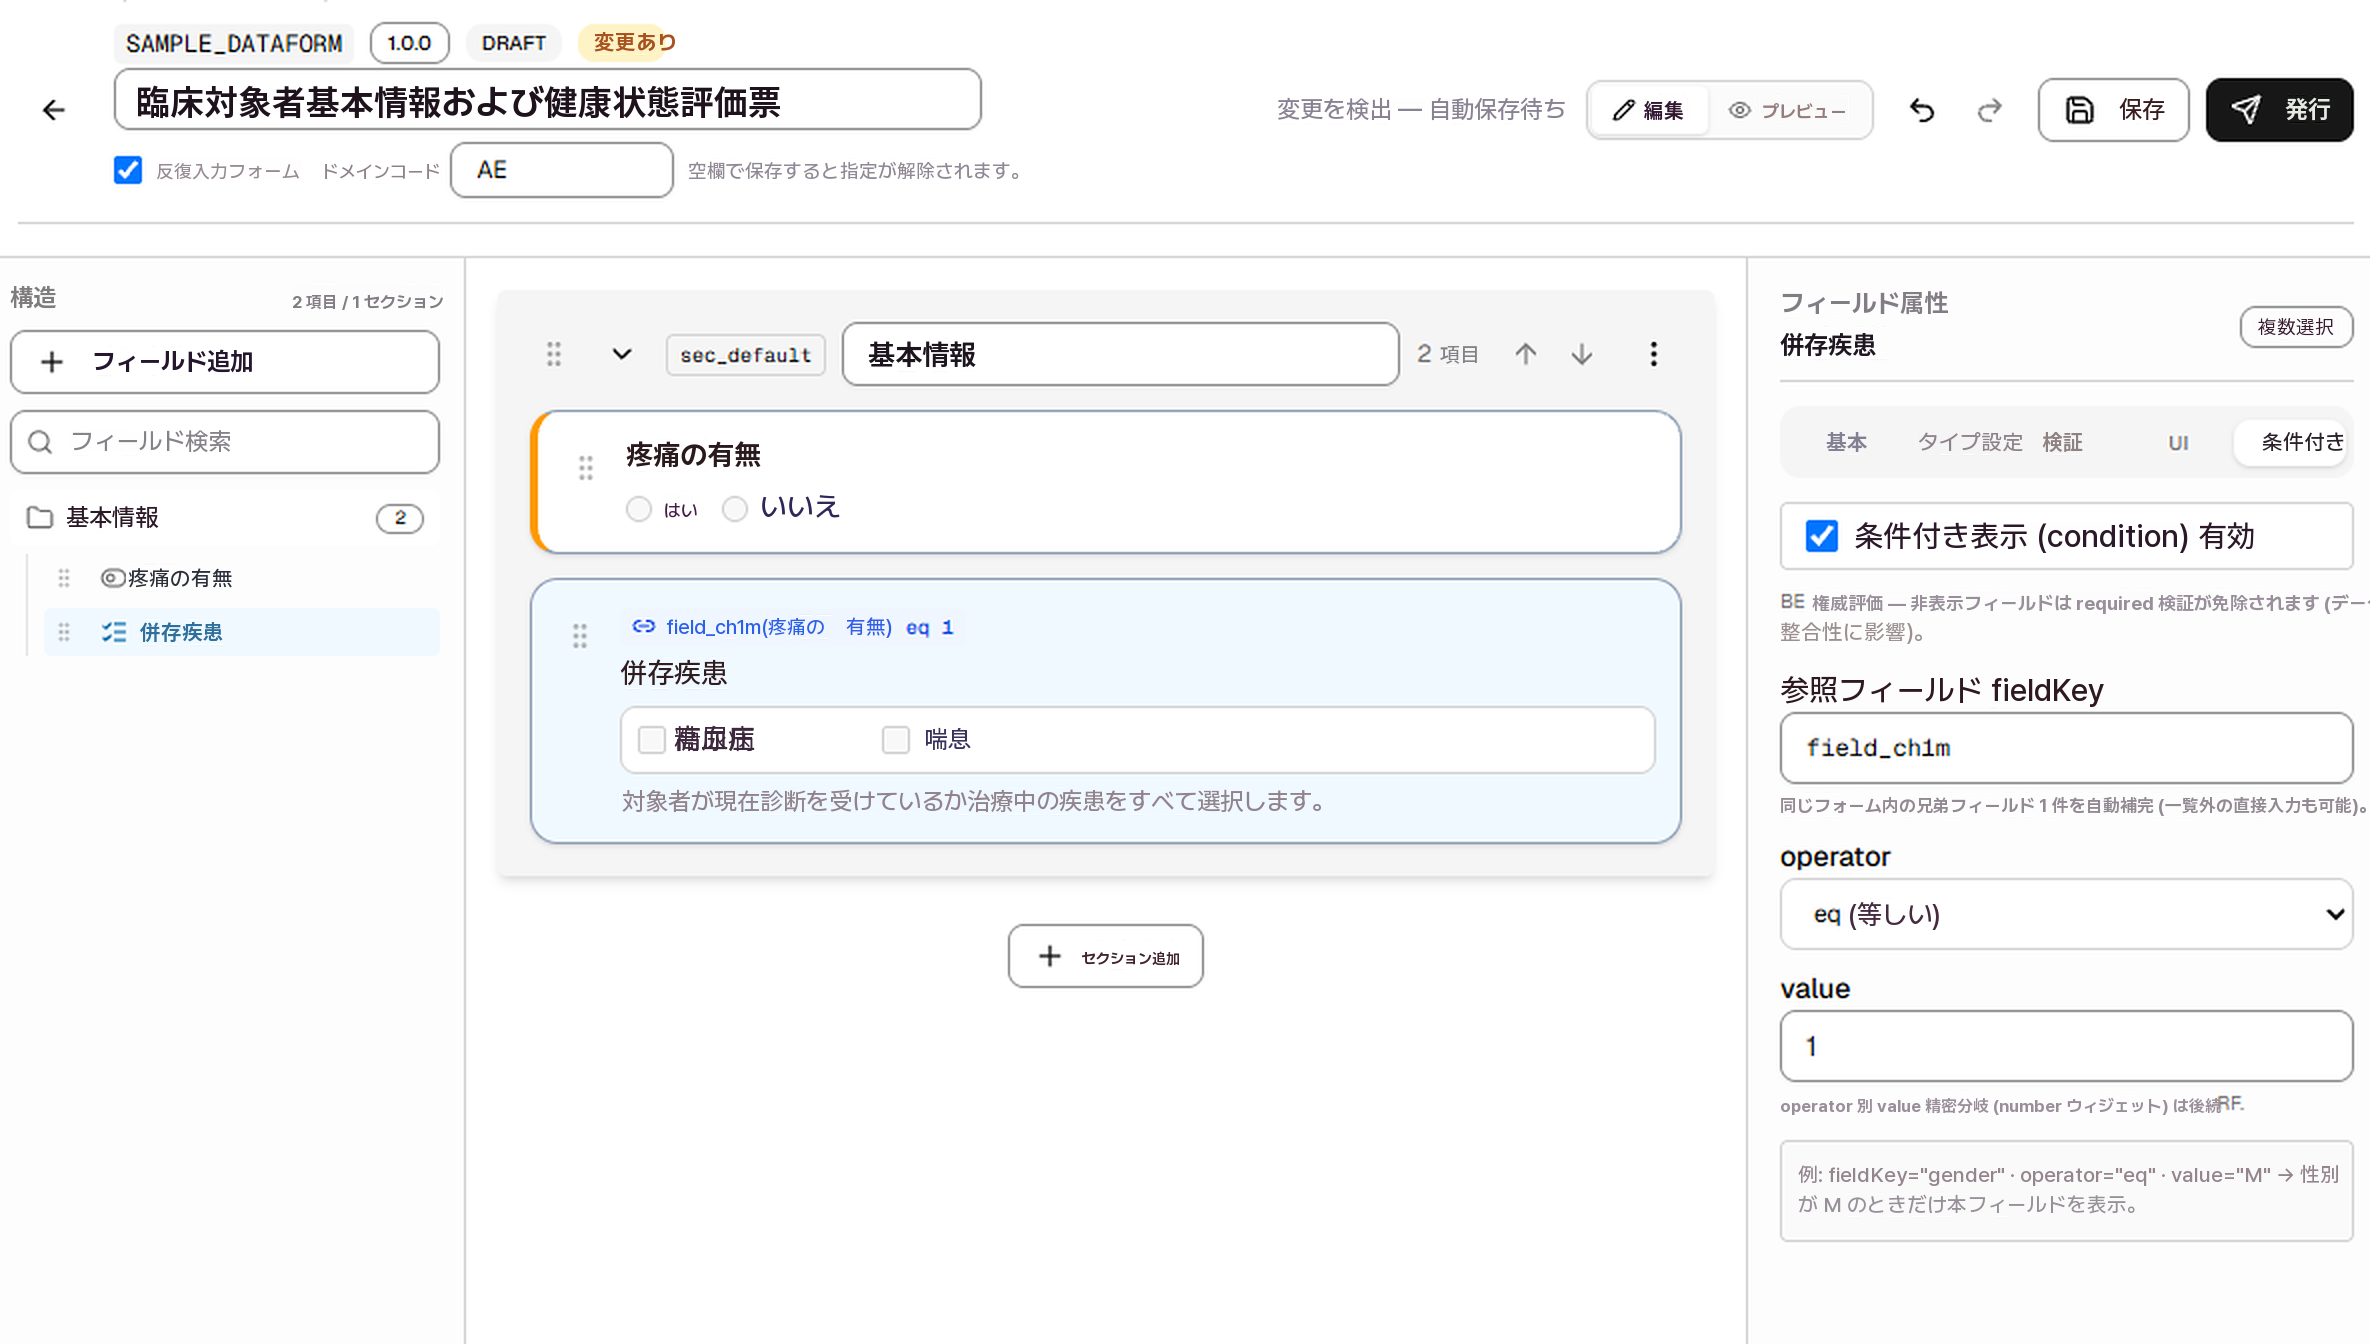 SAMPLE_DATAFORM 1.0.0 DRAFT 変更あり
臨床対象者基本情報および健康状態評価票
変更を検出 — 自動保存待ち 編集 プレビュー 保存 発行
反復入力フォーム ドメインコード AE 空欄で保存すると指定が解除されます。
構造 2 項目 / 1 セクション
フィールド追加
フィールド検索
基本情報 2
疼痛の有無
併存疾患
sec_default 基本情報 2 項目
疼痛の有無
はい いいえ
field_ch1m(疼痛の 有無) eq 1
併存疾患
喘息
対象者が現在診断を受けているか治療中の疾患をすべて選択します。
セクション追加
フィールド属性
併存疾患
複数選択
基本 タイプ設定 検証 UI 条件付き
条件付き表示 (condition) 有効
BE 権威評価 — 非表示フィールドは required 検証が免除されます (デー
整合性に影響)。
参照フィールド fieldKey
field_ch1m
同じフォーム内の兄弟フィールド 1 件を自動補完 (一覧外の直接入力も可能)。
operator
eq (等しい)
value
1
operator 別 value 精密分岐 (number ウィジェット) は後続 RF.
例: fieldKey="gender" · operator="eq" · value="M" → 性別
が M のときだけ本フィールドを表示。